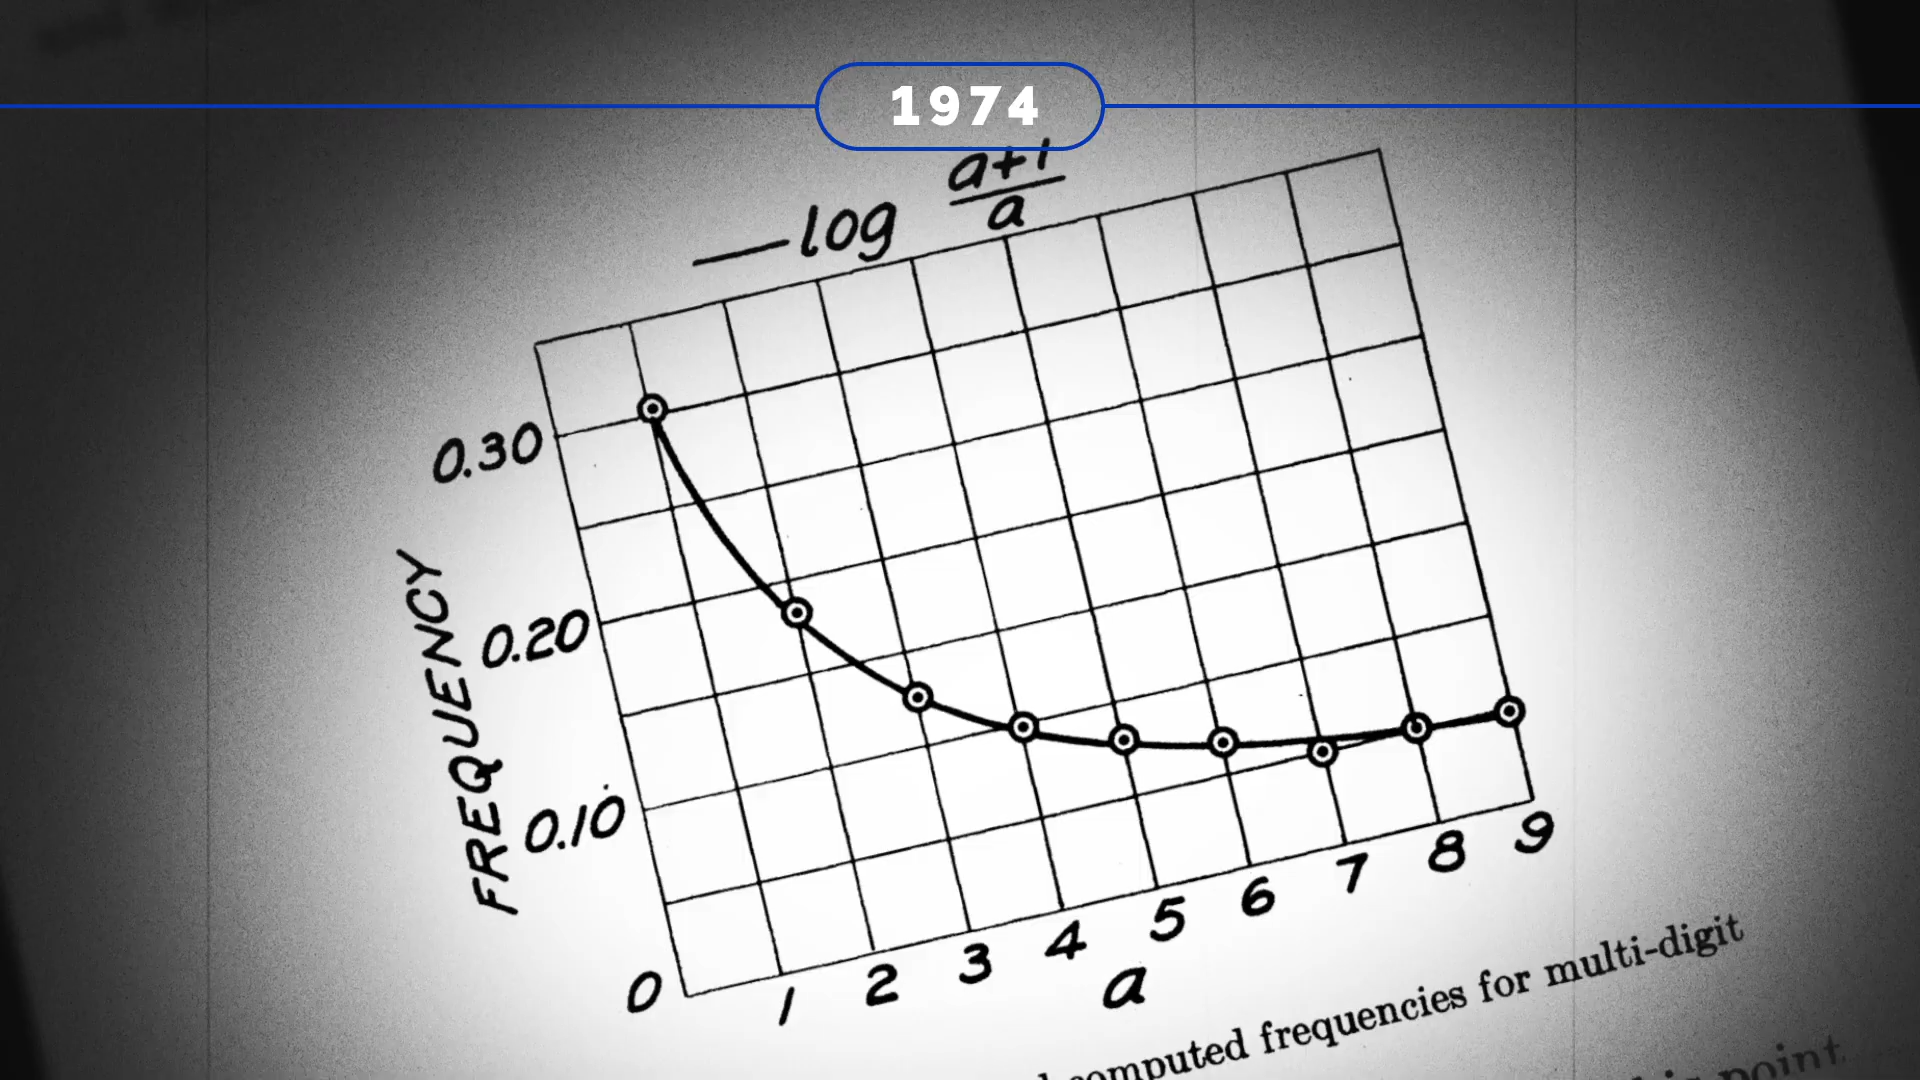 1974
— log a+1
a
0.30
0.20
0.10
0
FREQUENCY
1 2 3 4 5 6 7 8 9
a
computed frequencies for multi-digit
point